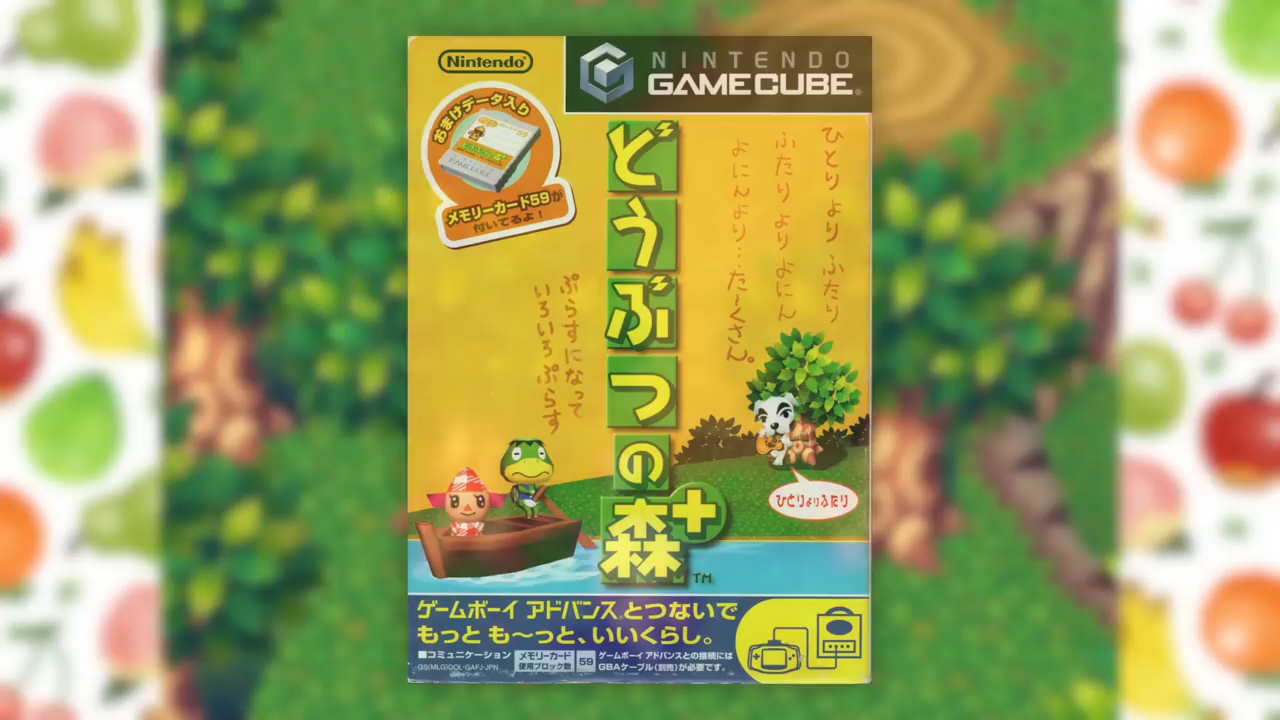 Nintendo
NINTENDO
GAMECUBE
おまけデータ入り
メモリーカード59が
付いてるよ!
どうぶつの森+
TM
ひとりより ふたり
ふたり より よにん
よにんより・・た〜くさん。
ぷらすになって
いろいろ ぷらす
ひとりよりふたり
ゲームボーイ アドバンス とつないで
もっと も〜っと、いいくらし。
■コミュニケーション
メモリーカード
使用ブロック数
59
ゲームボーイ アドバンスとの接続には
GBAケーブル(別売)が必要です。